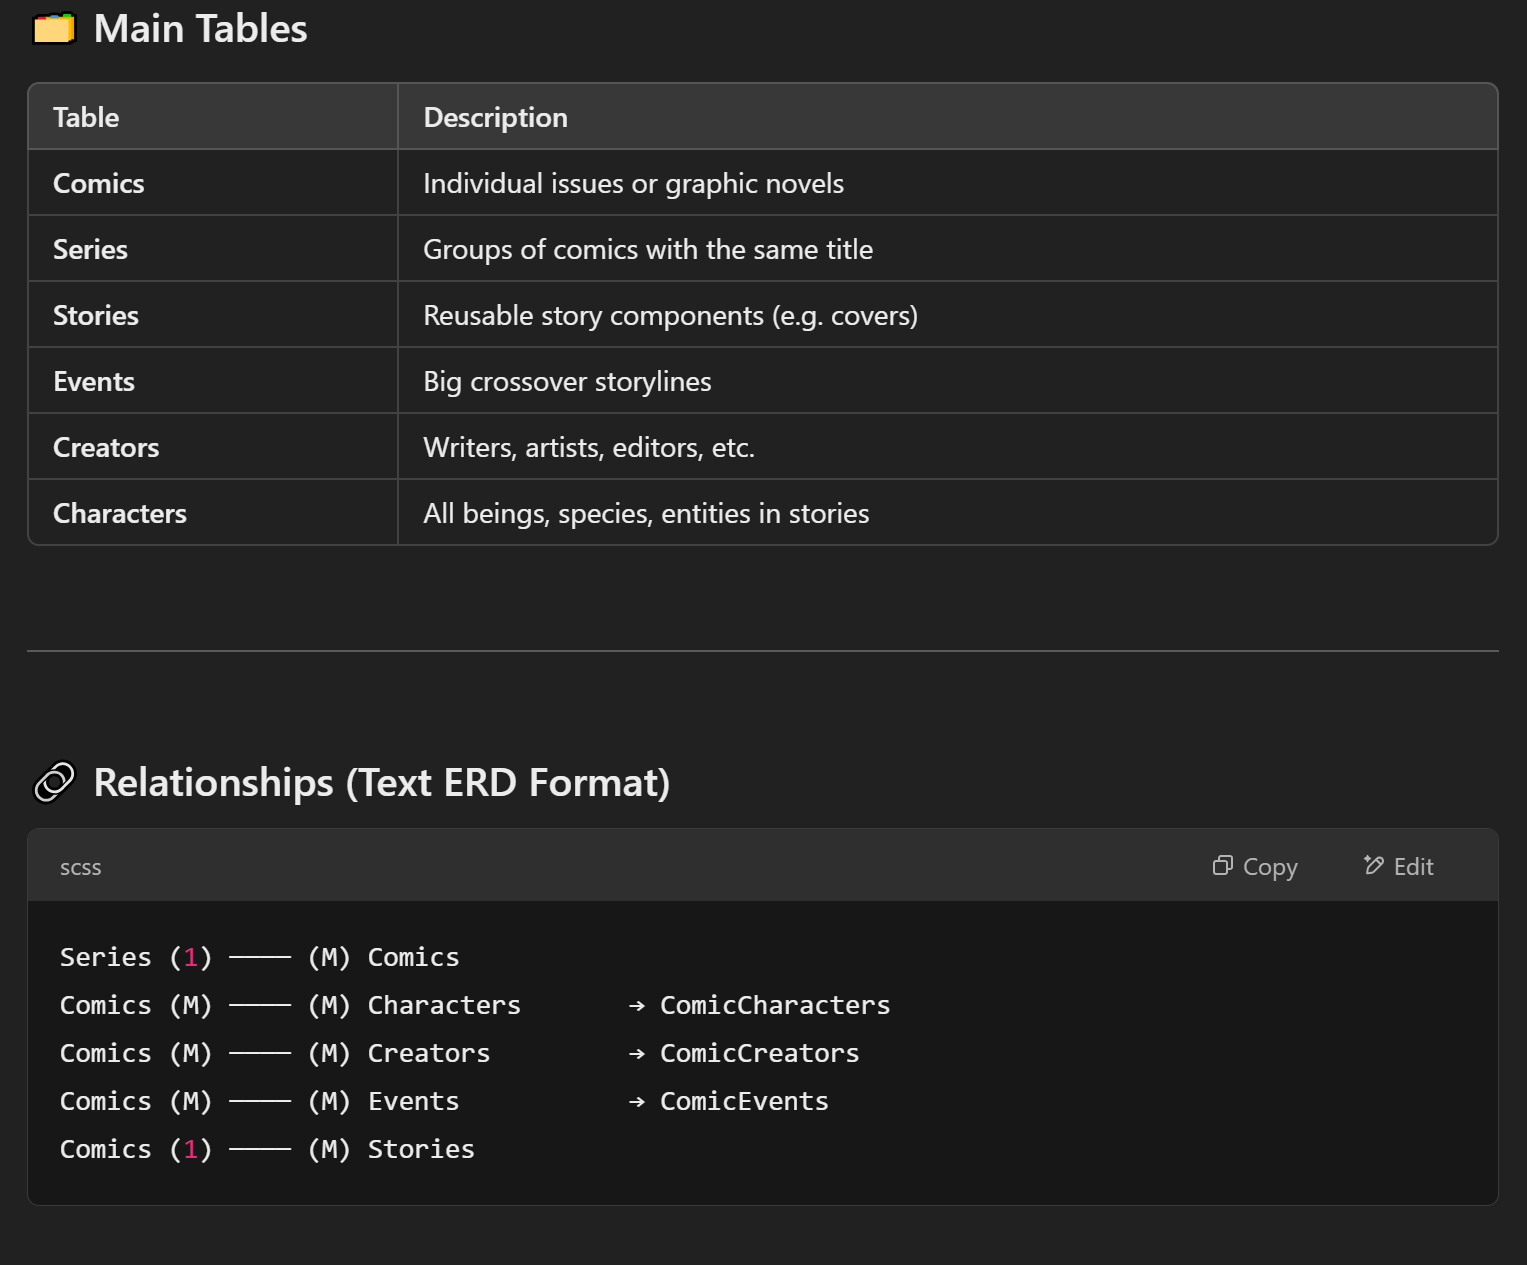 Main Tables
Table Description
Comics Individual issues or graphic novels
Series Groups of comics with the same title
Stories Reusable story components (e.g. covers)
Events Big crossover storylines
Creators Writers, artists, editors, etc.
Characters All beings, species, entities in stories
Relationships (Text ERD Format)
scss Copy Edit
Series (1) ──── (M) Comics
Comics (M) ──── (M) Characters → ComicCharacters
Comics (M) ──── (M) Creators → ComicCreators
Comics (M) ──── (M) Events → ComicEvents
Comics (1) ──── (M) Stories